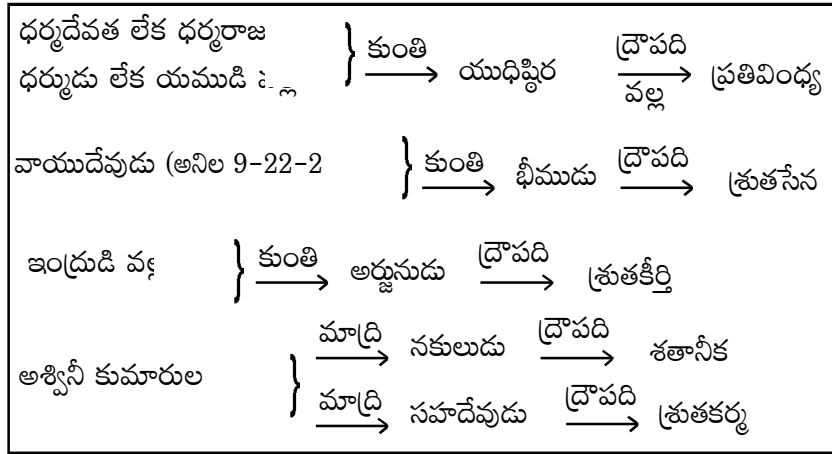 ధర్మదేవత లేక ధర్మరాజ
ధర్ముడు లేక యముడి
} కుంతి → యుధిష్ఠిర ద్రౌపది వల్ల → ప్రతివింధ్య
వాయుదేవుడు (అనిల 9-22-2 } కుంతి → భీముడు ద్రౌపది → శ్రుతసేన
ఇంద్రుడి } కుంతి → అర్జునుడు ద్రౌపది → శ్రుతకీర్తి
అశ్వినీ కుమారుల } మాద్రి → నకులుడు ద్రౌపది → శతానీక
మాద్రి → సహదేవుడు ద్రౌపది → శ్రుతకర్మ